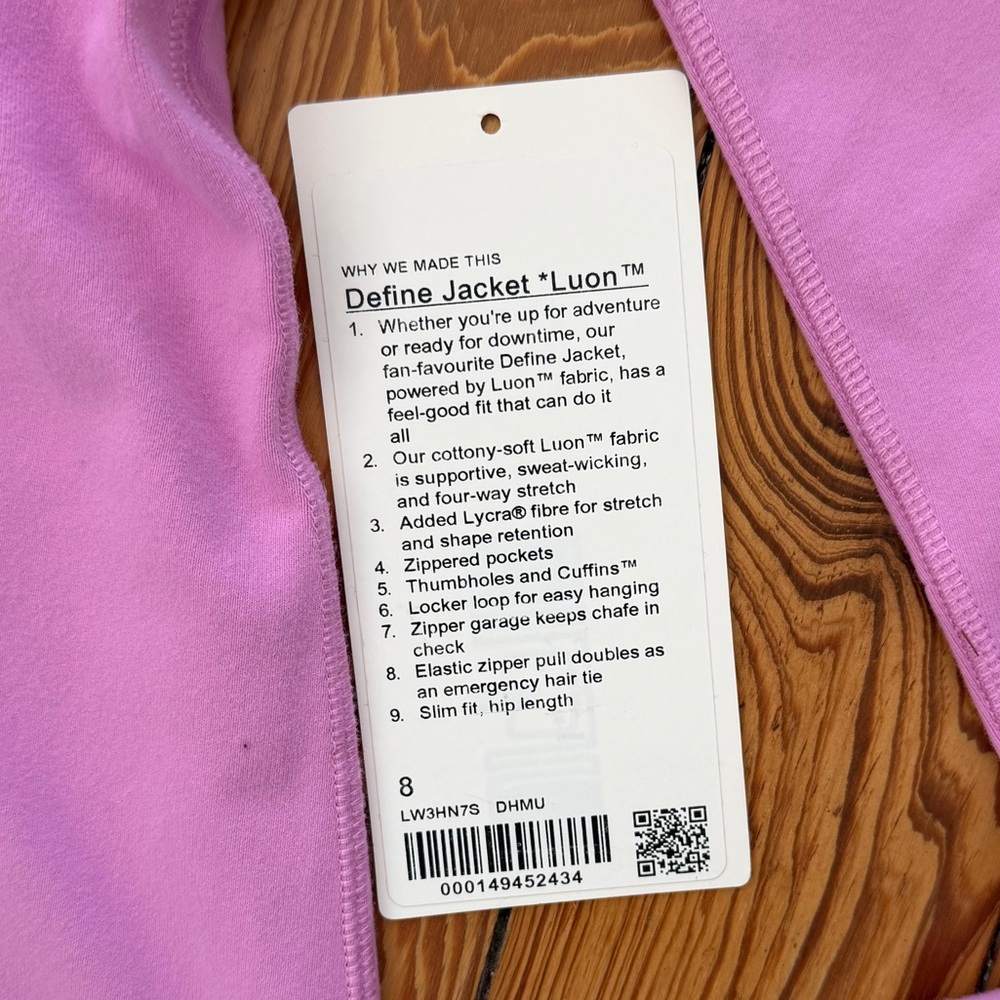 WHY WE MADE THIS
Define Jacket *Luon™
1. Whether you're up for adventure
or ready for downtime, our
fan-favourite Define Jacket,
powered by Luon™ fabric, has a
feel-good fit that can do it
all
2. Our cottony-soft Luon™ fabric
is supportive, sweat-wicking,
and four-way stretch
3. Added Lycra® fibre for stretch
and shape retention
4. Zippered pockets
5. Thumbholes and Cuffins™
6. Locker loop for easy hanging
7. Zipper garage keeps chafe in
check
8. Elastic zipper pull doubles as
an emergency hair tie
9. Slim fit, hip length
8
LW3HN7S DHMU
000149452434